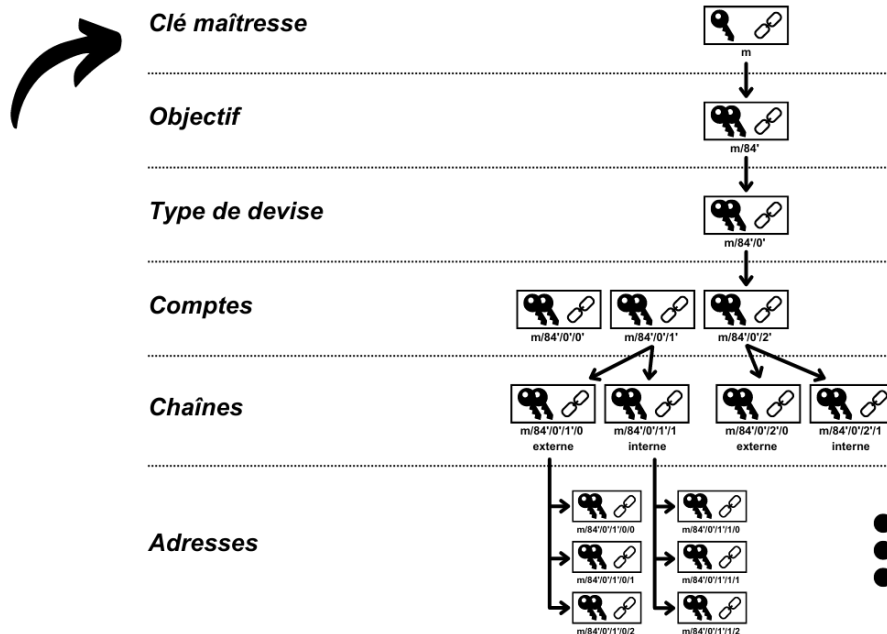 Clé maîtresse
m
Objectif
m/84'
Type de devise
m/84'/0'
Comptes
m/84'/0'/0' m/84'/0'/1' m/84'/0'/2'
Chaînes
m/84'/0'/1'/0 m/84'/0'/1'/1 m/84'/0'/2'/0 m/84'/0'/2'/1
externe interne externe interne
m/84'/0'/1'/0/0 m/84'/0'/1'/1/0
Adresses
m/84'/0'/1'/0/1 m/84'/0'/1'/1/1
m/84'/0'/1'/0/2 m/84'/0'/1'/1/2